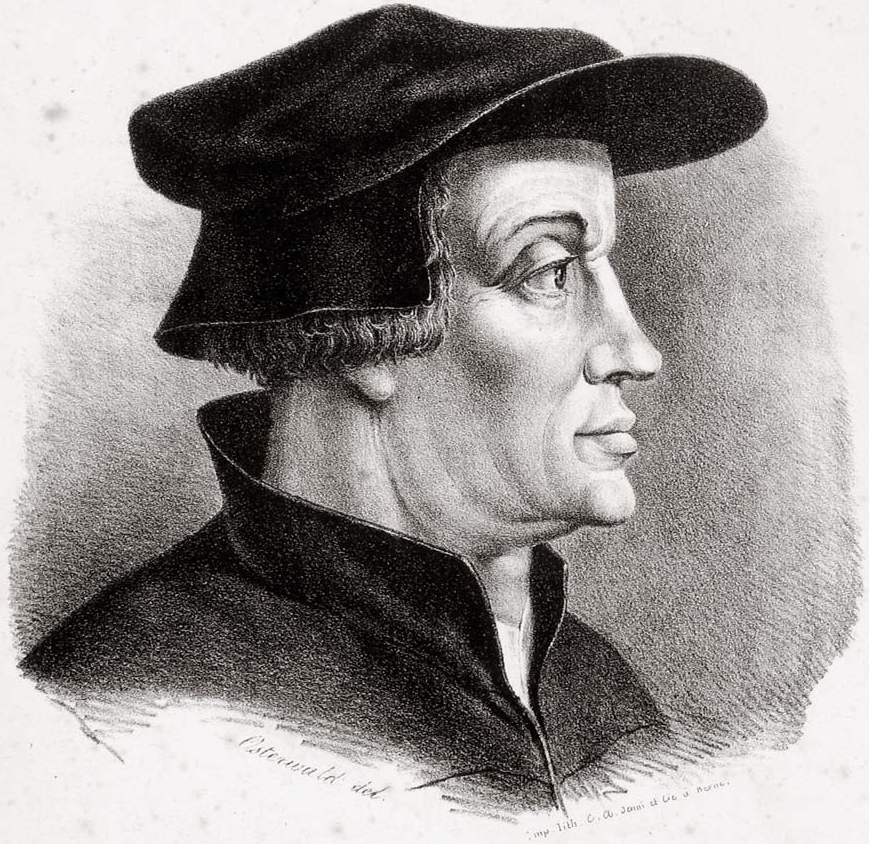 Osterwald del.
Imp. Lith. C. A. Jenni et Cie à Berne.